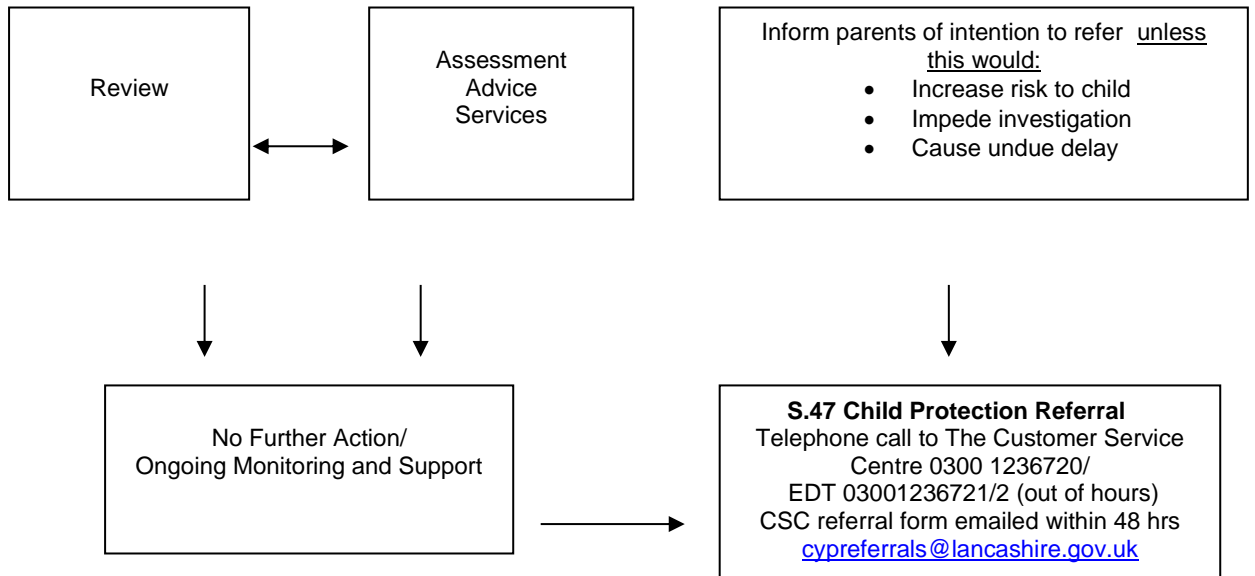 Review
Assessment
Advice
Services
Inform parents of intention to refer unless
this would:
• Increase risk to child
• Impede investigation
• Cause undue delay
No Further Action/
Ongoing Monitoring and Support
S.47 Child Protection Referral
Telephone call to The Customer Service
Centre 0300 1236720/
EDT 03001236721/2 (out of hours)
CSC referral form emailed within 48 hrs
cypreferrals@lancashire.gov.uk